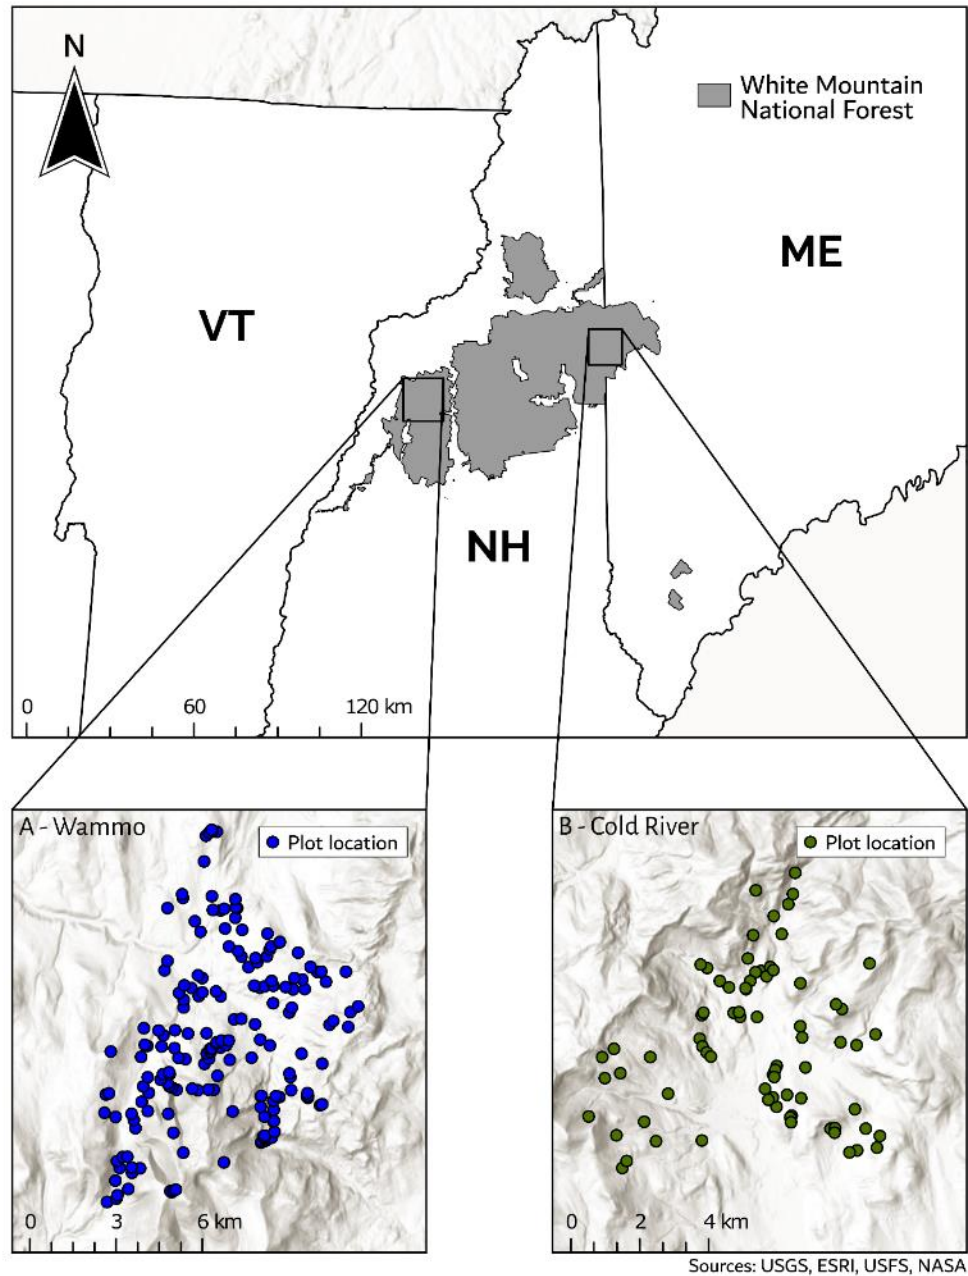 N
White Mountain
National Forest
ME
VT
NH
0 60 120 km
A - Wammo
Plot location
0 3 6 km
B - Cold River
Plot location
0 2 4 km
Sources: USGS, ESRI, USFS, NASA